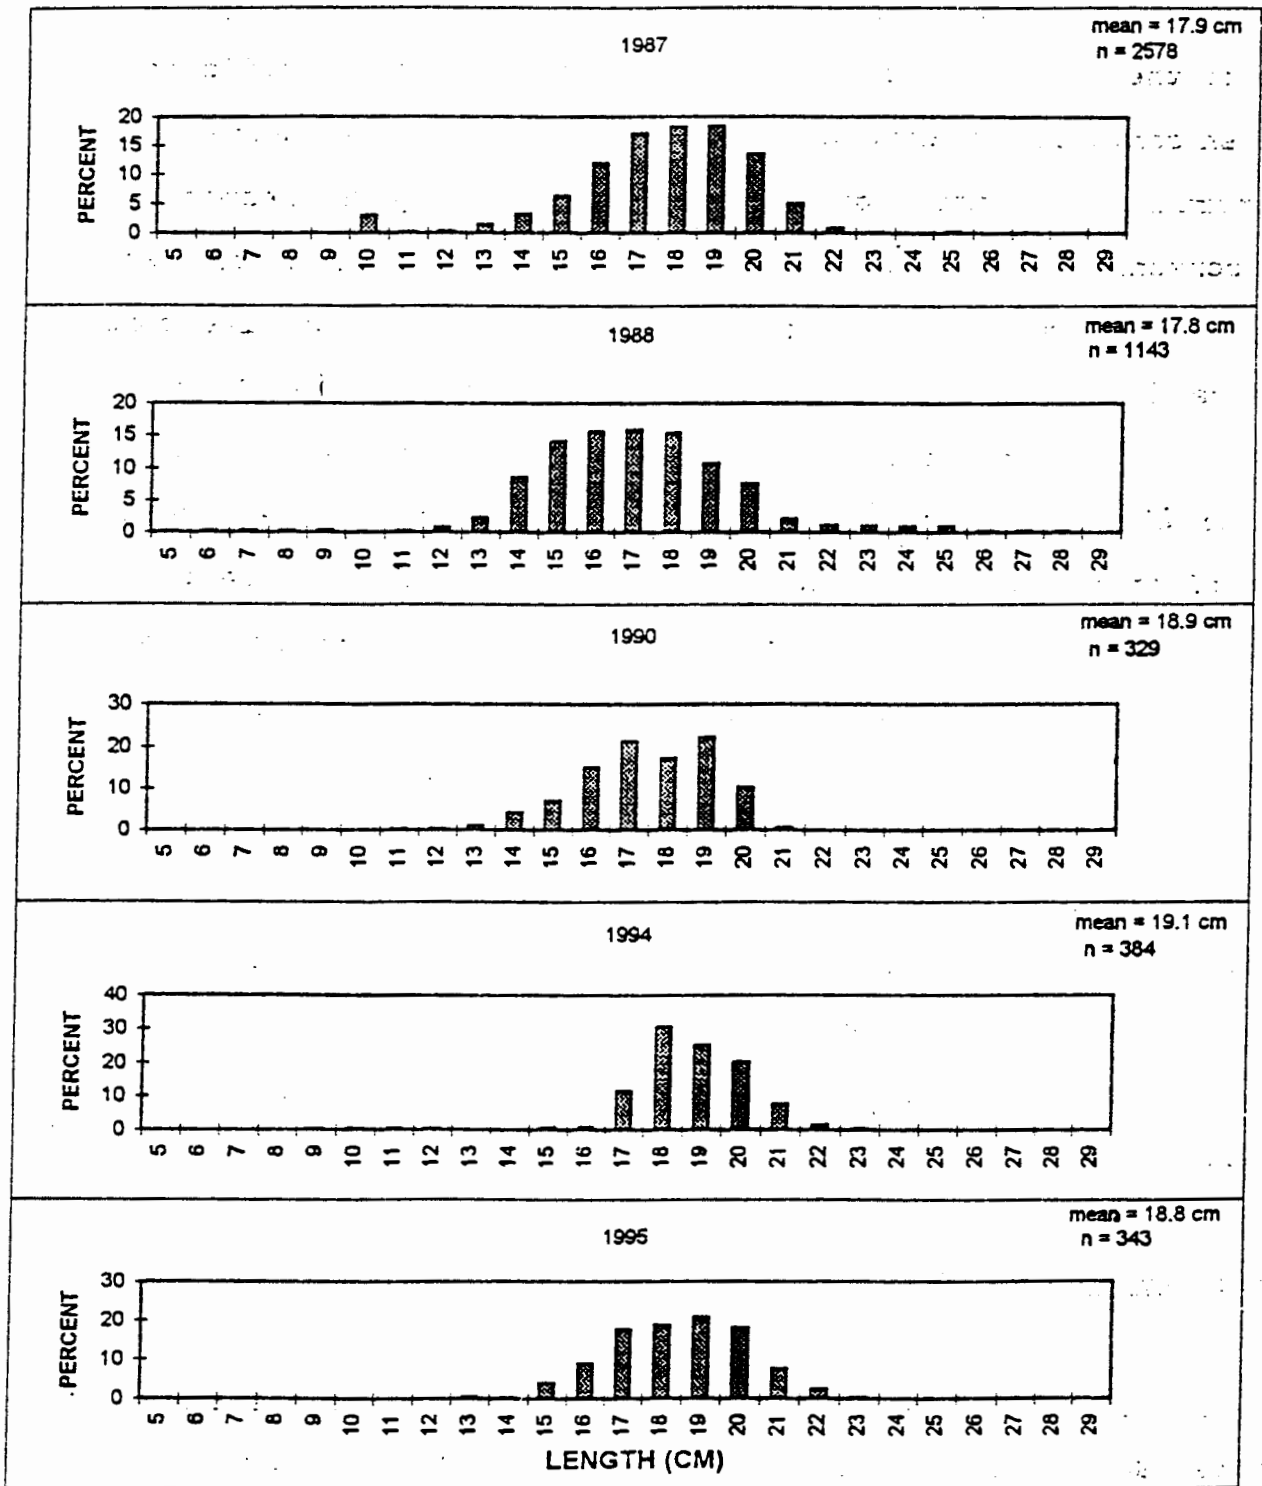 1987
mean = 17.9 cm
n = 2578
PERCENT
20
15
10
5
0
5 6 7 8 9 10 11 12 13 14 15 16 17 18 19 20 21 22 23 24 25 26 27 28 29
1988
mean = 17.8 cm
n = 1143
PERCENT
20
15
10
5
0
5 6 7 8 9 10 11 12 13 14 15 16 17 18 19 20 21 22 23 24 25 26 27 28 29
1990
mean = 18.9 cm
n = 329
PERCENT
30
20
10
0
5 6 7 8 9 10 11 12 13 14 15 16 17 18 19 20 21 22 23 24 25 26 27 28 29
1994
mean = 19.1 cm
n = 384
PERCENT
40
30
20
10
0
5 6 7 8 9 10 11 12 13 14 15 16 17 18 19 20 21 22 23 24 25 26 27 28 29
1995
mean = 18.8 cm
n = 343
PERCENT
30
20
10
0
5 6 7 8 9 10 11 12 13 14 15 16 17 18 19 20 21 22 23 24 25 26 27 28 29
LENGTH (CM)